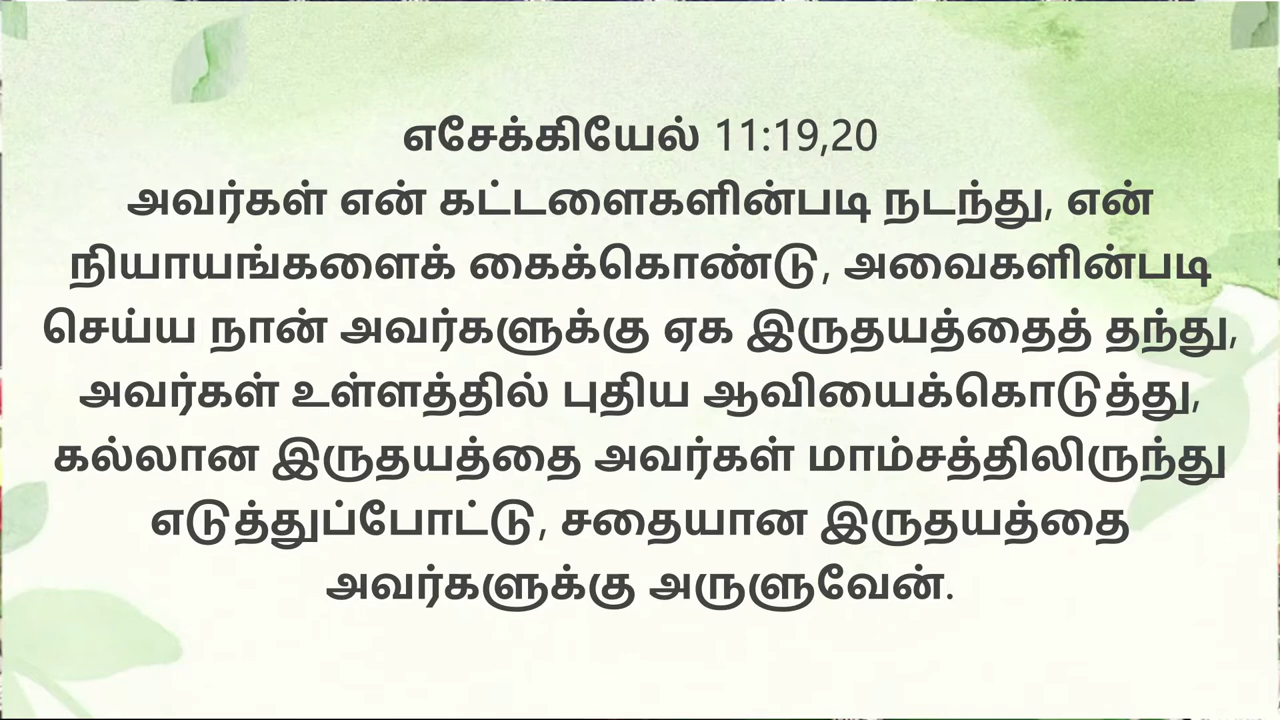 எசேக்கியேல் 11:19,20
அவர்கள் என் கட்டளைகளின்படி நடந்து, என்
நியாயங்களைக் கைக்கொண்டு, அவைகளின்படி
செய்ய நான் அவர்களுக்கு ஏக இருதயத்தைத் தந்து,
அவர்கள் உள்ளத்தில் புதிய ஆவியைக்கொடுத்து,
கல்லான இருதயத்தை அவர்கள் மாம்சத்திலிருந்து
எடுத்துப்போட்டு, சதையான இருதயத்தை
அவர்களுக்கு அருளுவேன்.